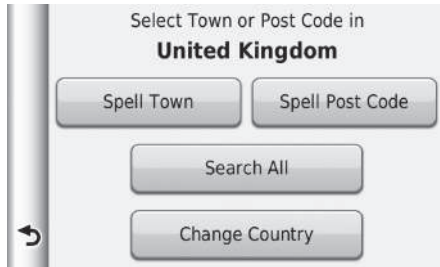 Select Town or Post Code in
United Kingdom
Spell Town
Spell Post Code
Search All
Change Country